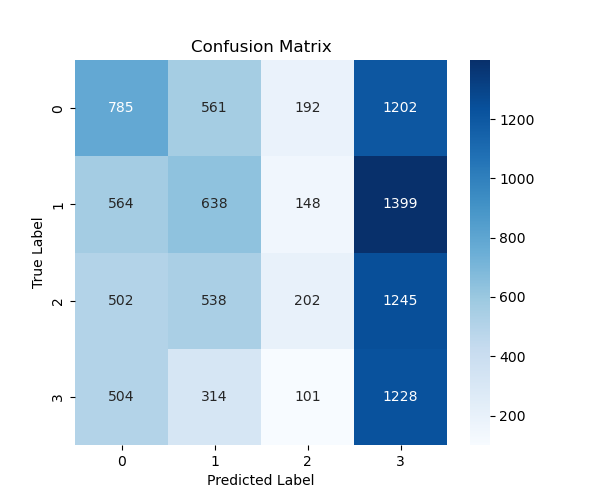 Confusion Matrix
0 785 561 192 1202
1 564 638 148 1399
2 502 538 202 1245
3 504 314 101 1228
0 1 2 3
True Label
Predicted Label
1200
1000
800
600
400
200